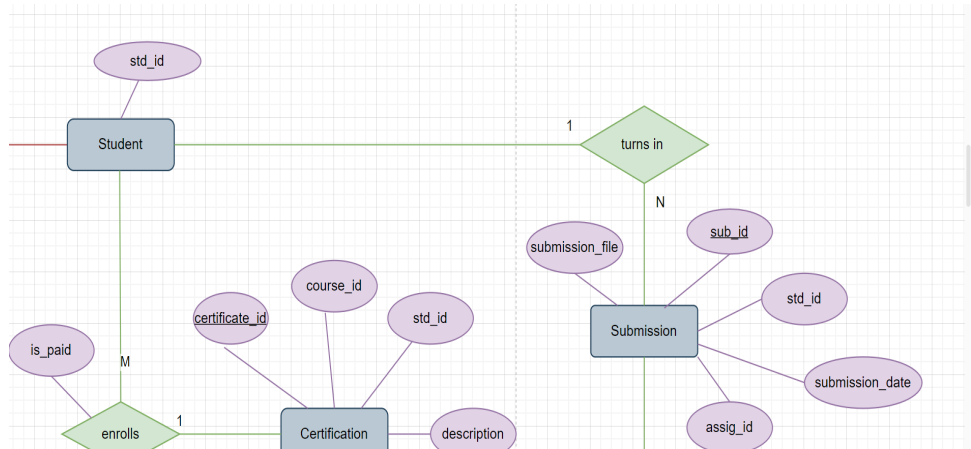 std_id
Student
1
turns in
N
submission_file
sub_id
course_id
certificate_id
std_id
std_id
Submission
is_paid
M
submission_date
1
assig_id
enrolls
Certification
description